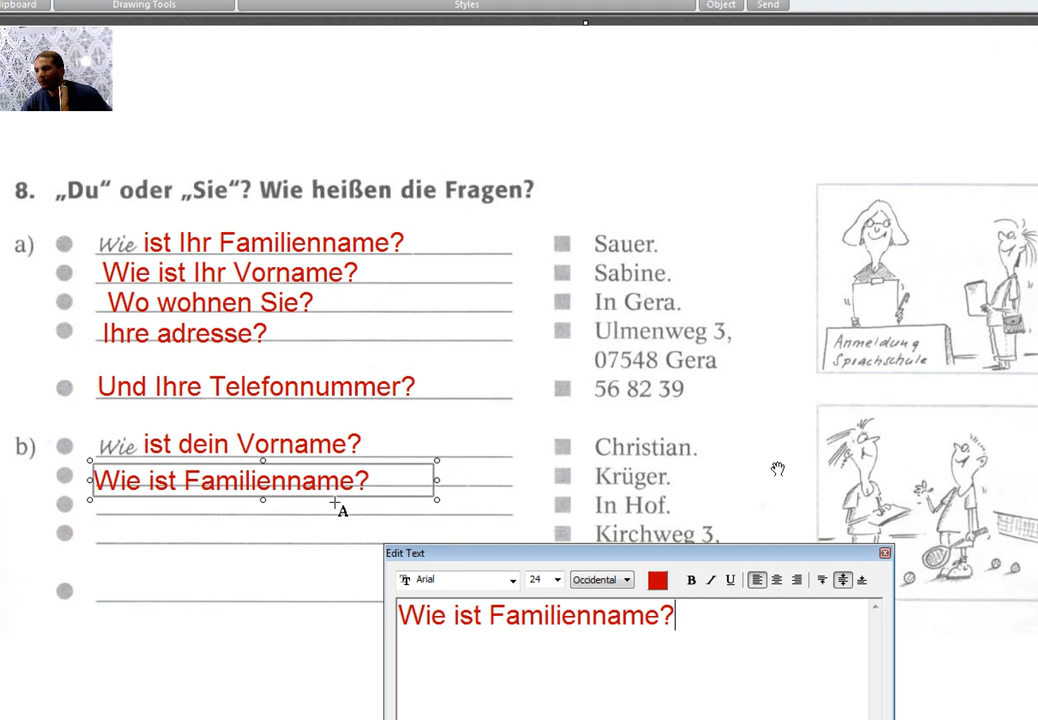 lipboard Drawing Tools Styles Object Send
8. „Du“ oder „Sie“? Wie heißen die Fragen?
a) Wie ist Ihr Familienname? Sauer.
Wie ist Ihr Vorname? Sabine.
Wo wohnen Sie? In Gera.
Ihre adresse? Ulmenweg 3,
07548 Gera
Und Ihre Telefonnummer? 56 82 39
Anmeldung
Sprachschule
b) Wie ist dein Vorname? Christian.
Wie ist Familienname? Krüger.
In Hof.
Kirchweg 3,
A
Edit Text
Arial 24 Occidental B I U
Wie ist Familienname?